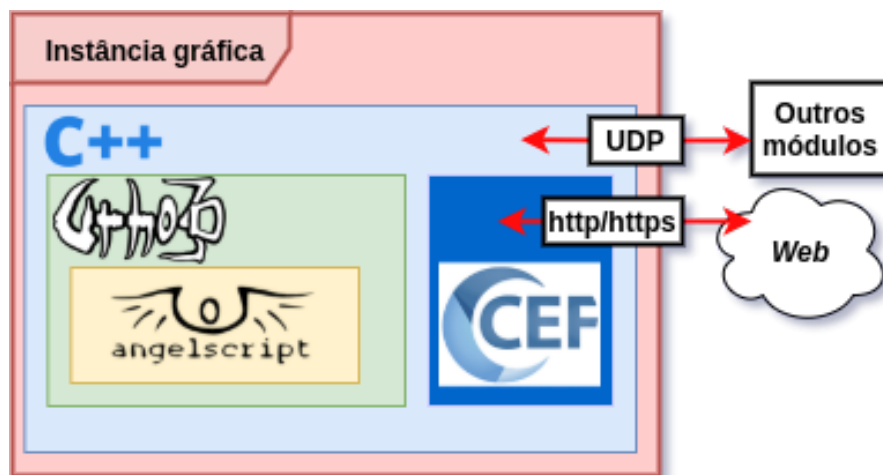 Instância gráfica
C++
UDP
Outros
módulos
http/https
Web
angelscript
CEF